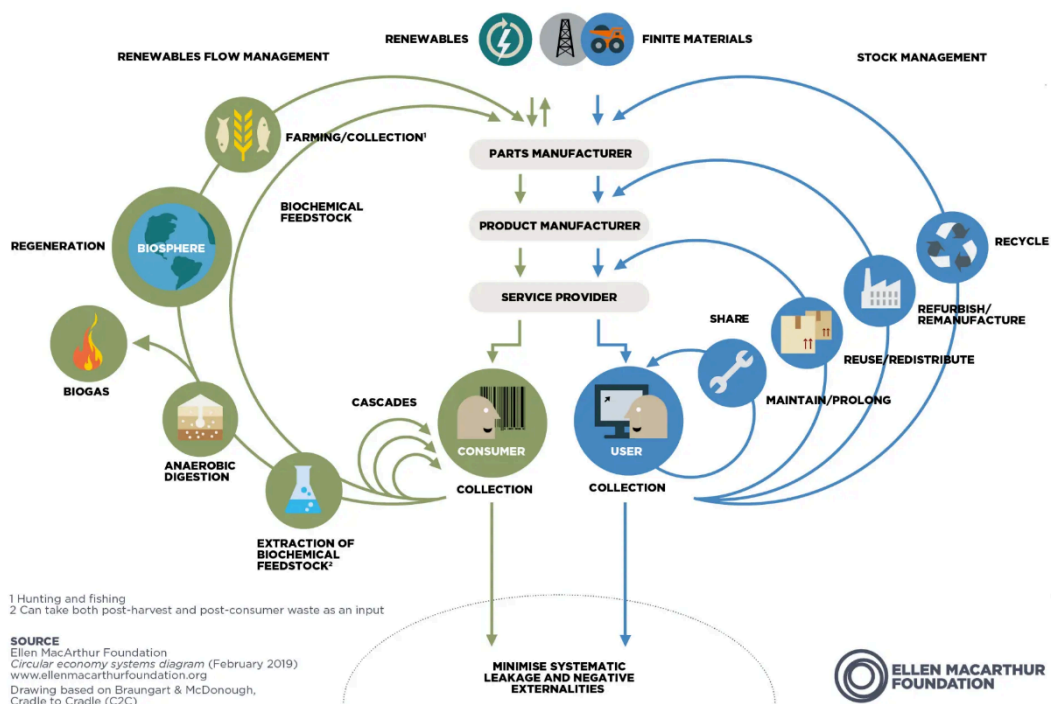 RENEWABLES
FINITE MATERIALS
RENEWABLES FLOW MANAGEMENT
STOCK MANAGEMENT
FARMING/COLLECTION¹
PARTS MANUFACTURER
BIOCHEMICAL
FEEDSTOCK
PRODUCT MANUFACTURER
REGENERATION
BIOSPHERE
RECYCLE
SERVICE PROVIDER
SHARE
REFURBISH/
REMANUFACTURE
REUSE/REDISTRIBUTE
BIOGAS
MAINTAIN/PROLONG
CASCADES
CONSUMER
USER
ANAEROBIC
DIGESTION
COLLECTION
COLLECTION
EXTRACTION OF
BIOCHEMICAL
FEEDSTOCK²
1 Hunting and fishing
2 Can take both post-harvest and post-consumer waste as an input
SOURCE
Ellen MacArthur Foundation
Circular economy systems diagram (February 2019)
www.ellenmacarthurfoundation.org
Drawing based on Braungart & McDonough,
Cradle to Cradle (C2C)
MINIMISE SYSTEMATIC
LEAKAGE AND NEGATIVE
EXTERNALITIES
ELLEN MACARTHUR
FOUNDATION